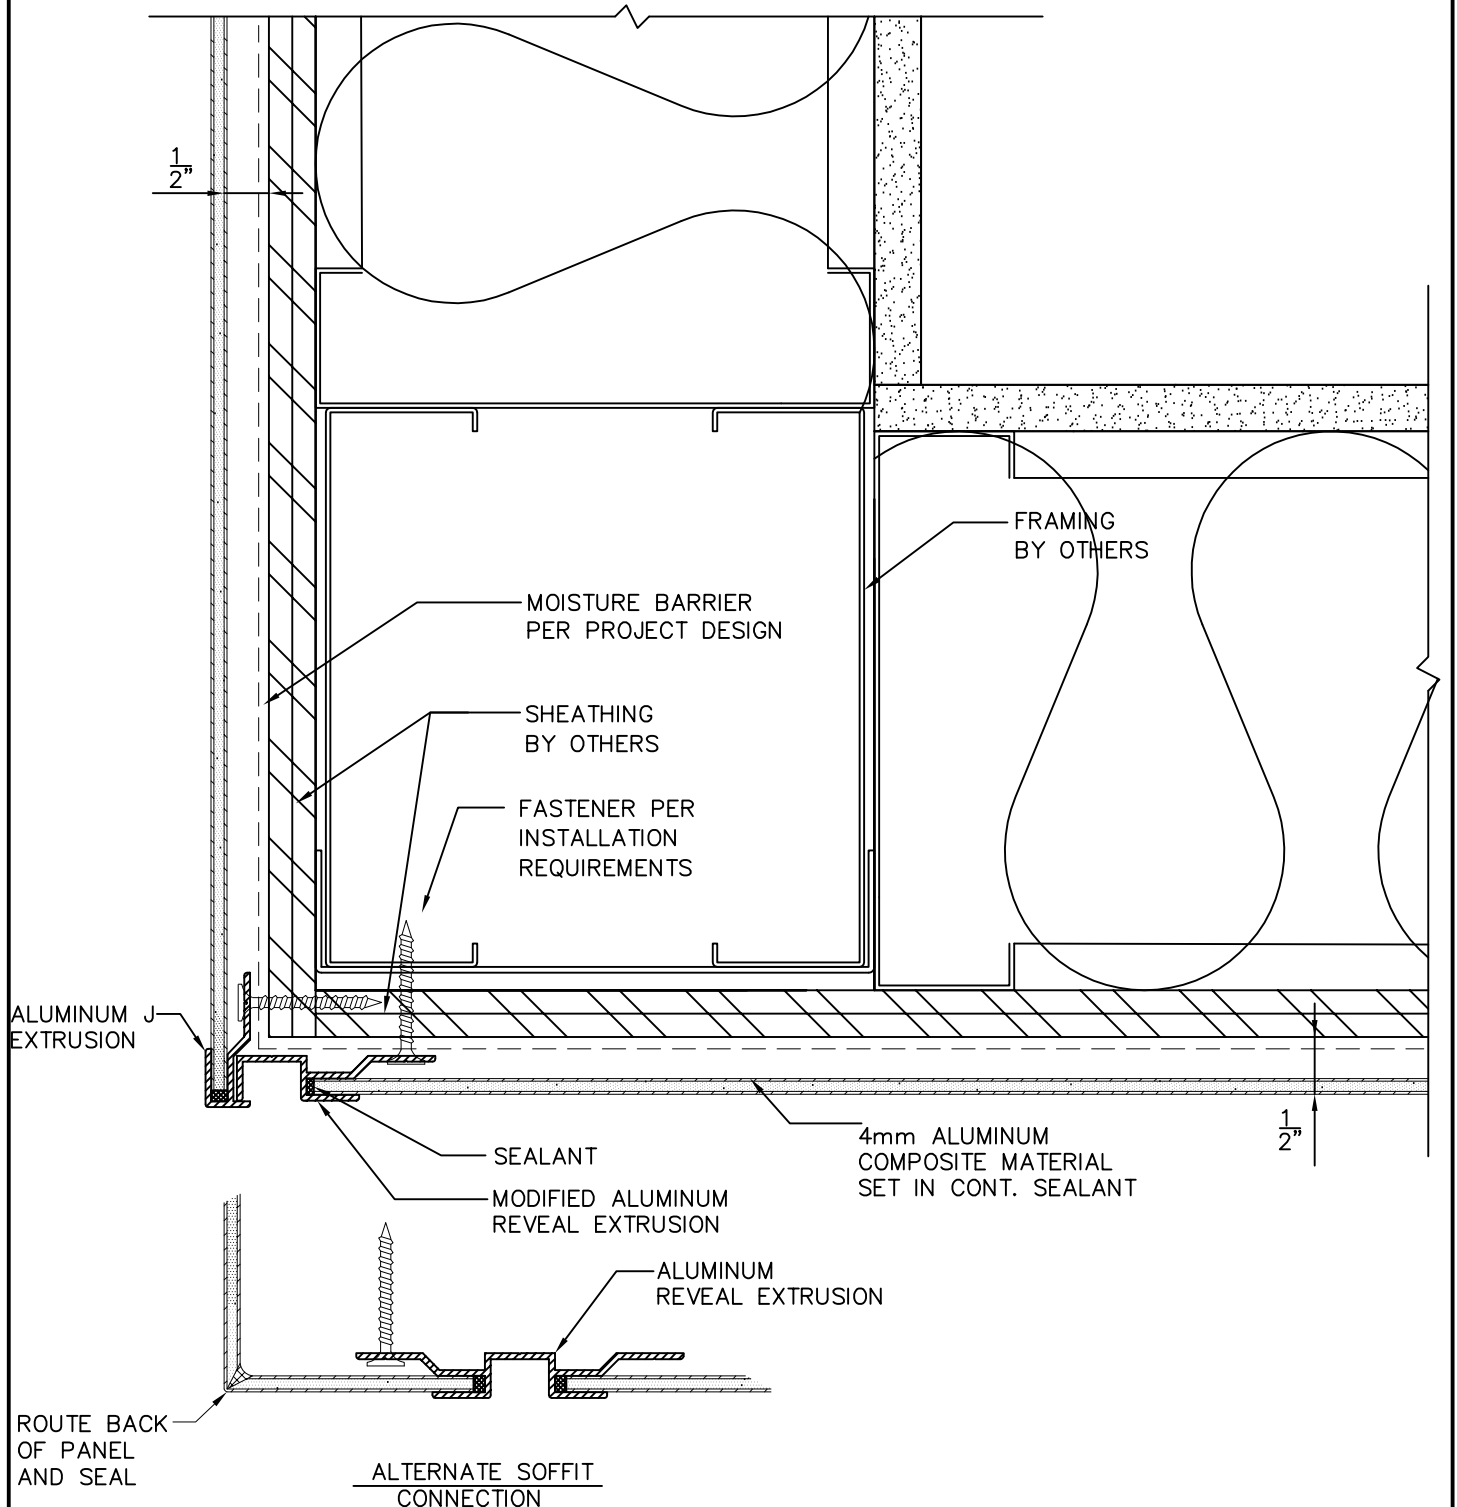 1
2"
FRAMING
BY OTHERS
MOISTURE BARRIER
PER PROJECT DESIGN
SHEATHING
BY OTHERS
FASTENER PER
INSTALLATION
REQUIREMENTS
ALUMINUM J
EXTRUSION
1
2"
4mm ALUMINUM
COMPOSITE MATERIAL
SET IN CONT. SEALANT
SEALANT
MODIFIED ALUMINUM
REVEAL EXTRUSION
ALUMINUM
REVEAL EXTRUSION
ROUTE BACK
OF PANEL
AND SEAL
ALTERNATE SOFFIT
CONNECTION